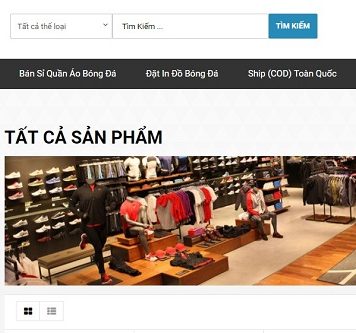 Tất cả thể loại
Tìm Kiếm ...
TÌM KIẾM
Bán Sỉ Quần Áo Bóng Đá
Đặt In Đồ Bóng Đá
Ship (COD) Toàn Quốc
TẤT CẢ SẢN PHẨM